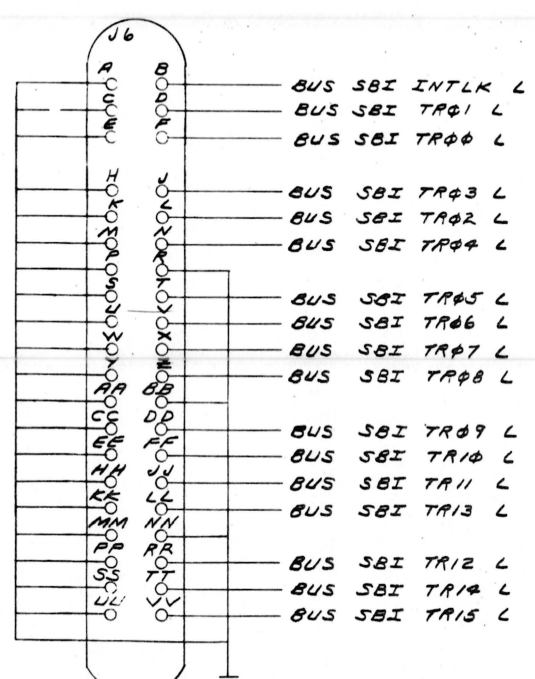 J6
A B BUS SBI INTLK L
C D BUS SBI TRØ1 L
E F BUS SBI TRØØ L
H J BUS SBI TRØ3 L
K L BUS SBI TRØ2 L
M N BUS SBI TRØ4 L
P R
S T BUS SBI TRØ5 L
U V BUS SBI TRØ6 L
W X BUS SBI TRØ7 L
Y Z BUS SBI TRØ8 L
AA BB
CC DD BUS SBI TRØ9 L
EE FF BUS SBI TR1Ø L
HH JJ BUS SBI TR11 L
KK LL BUS SBI TR13 L
MM NN
PP RR BUS SBI TR12 L
SS TT BUS SBI TR14 L
UU VV BUS SBI TR15 L